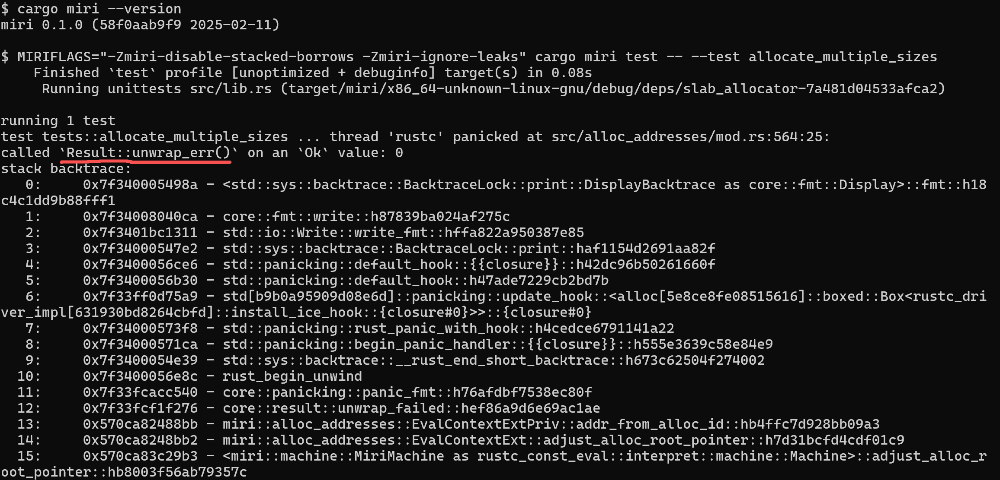 $ cargo miri --version
miri 0.1.0 (58f0aab9f9 2025-02-11)
$ MIRIFLAGS="-Zmiri-disable-stacked-borrows -Zmiri-ignore-leaks" cargo miri test -- --test allocate_multiple_sizes
    Finished `test` profile [unoptimized + debuginfo] target(s) in 0.08s
     Running unittests src/lib.rs (target/miri/x86_64-unknown-linux-gnu/debug/deps/slab_allocator-7a481d04533afca2)
running 1 test
test tests::allocate_multiple_sizes ... thread 'rustc' panicked at src/alloc_addresses/mod.rs:564:25:
called `Result::unwrap_err()` on an `Ok` value: 0
stack backtrace:
   0:     0x7f340005498a - <std::sys::backtrace::BacktraceLock::print::DisplayBacktrace as core::fmt::Display>::fmt::h18
c4c1dd9b88fff1
   1:     0x7f34008040ca - core::fmt::write::h87839ba024af275c
   2:     0x7f3401bc1311 - std::io::Write::write_fmt::hffa822a950387e85
   3:     0x7f34000547e2 - std::sys::backtrace::BacktraceLock::print::haf1154d2691aa82f
   4:     0x7f3400056ce6 - std::panicking::default_hook::{{closure}}::h42dc96b50261660f
   5:     0x7f3400056b30 - std::panicking::default_hook::h47ade7229cb2bd7b
   6:     0x7f33ff0d75a9 - std[b9b0a95909d08e6d]::panicking::update_hook::<alloc[5e8ce8fe08515616]::boxed::Box<rustc_dri
ver_impl[631930bd8264cbfd]::install_ice_hook::{closure#0}>>::{closure#0}
   7:     0x7f34000573f8 - std::panicking::rust_panic_with_hook::h4cedce6791141a22
   8:     0x7f34000571ca - std::panicking::begin_panic_handler::{{closure}}::h555e3639c58e84e9
   9:     0x7f3400054e39 - std::sys::backtrace::__rust_end_short_backtrace::h673c62504f274002
  10:     0x7f3400056e8c - rust_begin_unwind
  11:     0x7f33fcacc540 - core::panicking::panic_fmt::h76afdbf7538ec80f
  12:     0x7f33fcf1f276 - core::result::unwrap_failed::hef86a9d6e69ac1ae
  13:     0x570ca82488bb - miri::alloc_addresses::EvalContextExtPriv::addr_from_alloc_id::hb4ffc7d928bb09a3
  14:     0x570ca8248bb2 - miri::alloc_addresses::EvalContextExt::adjust_alloc_root_pointer::h7d31bcfd4cdf01c9
  15:     0x570ca83c29b3 - <miri::machine::MiriMachine as rustc_const_eval::interpret::machine::Machine>::adjust_alloc_r
oot_pointer::hb8003f56ab79357c